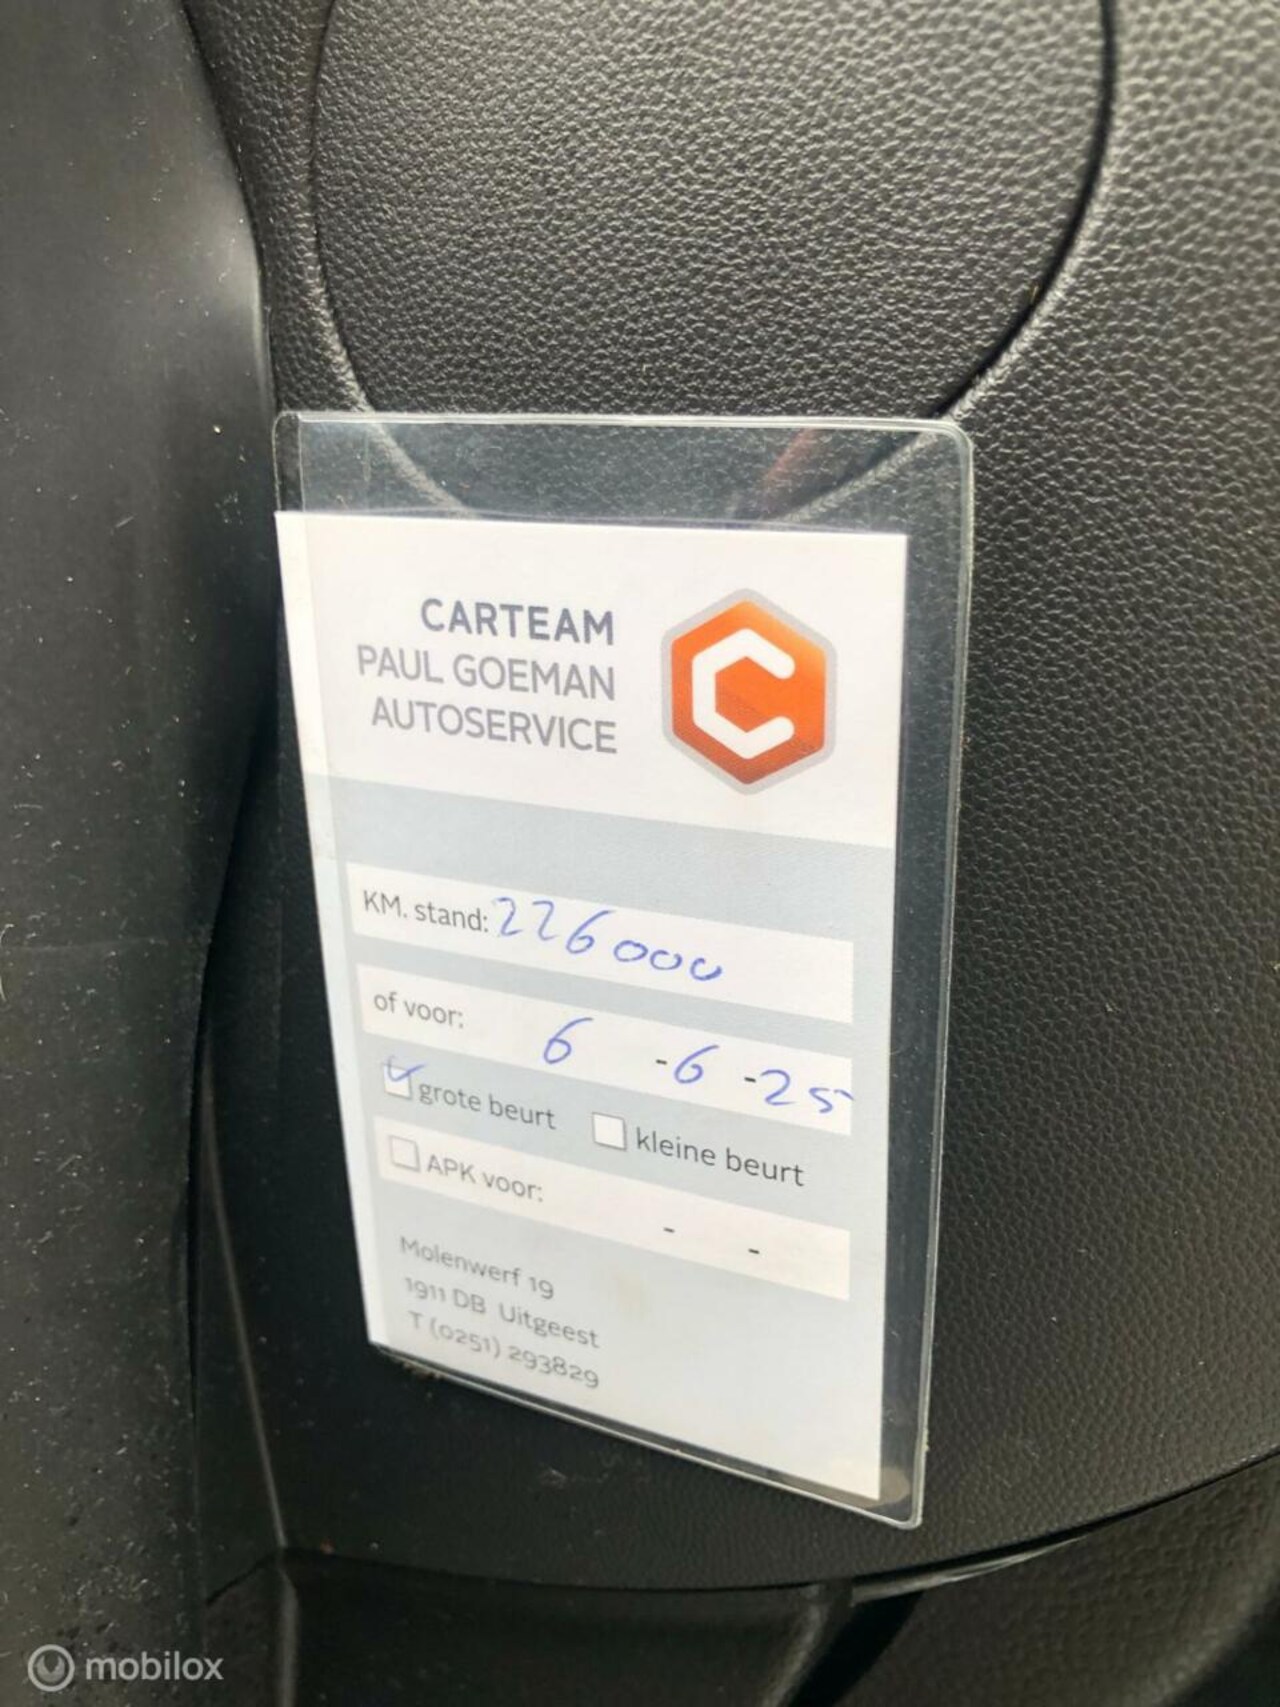 CARTEAM
PAUL GOEMAN
AUTOSERVICE
KM. stand: 226000
of voor: 6 - 6 - 25
grote beurt kleine beurt
APK voor: - -
Molenwerf 19
1911 DB Uitgeest
T (0251) 293829
mobilox